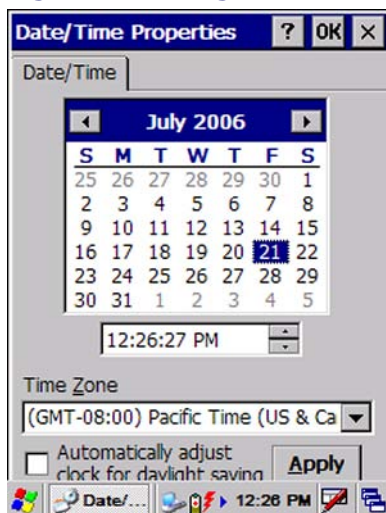 Date/Time Properties ? OK ×
Date/Time
July 2006
S M T W T F S
25 26 27 28 29 30 1
2 3 4 5 6 7 8
9 10 11 12 13 14 15
16 17 18 19 20 21 22
23 24 25 26 27 28 29
30 31 1 2 3 4 5
12:26:27 PM
Time Zone
(GMT-08:00) Pacific Time (US & Ca
Automatically adjust
clock for daylight saving
Apply
Date/... 12:26 PM